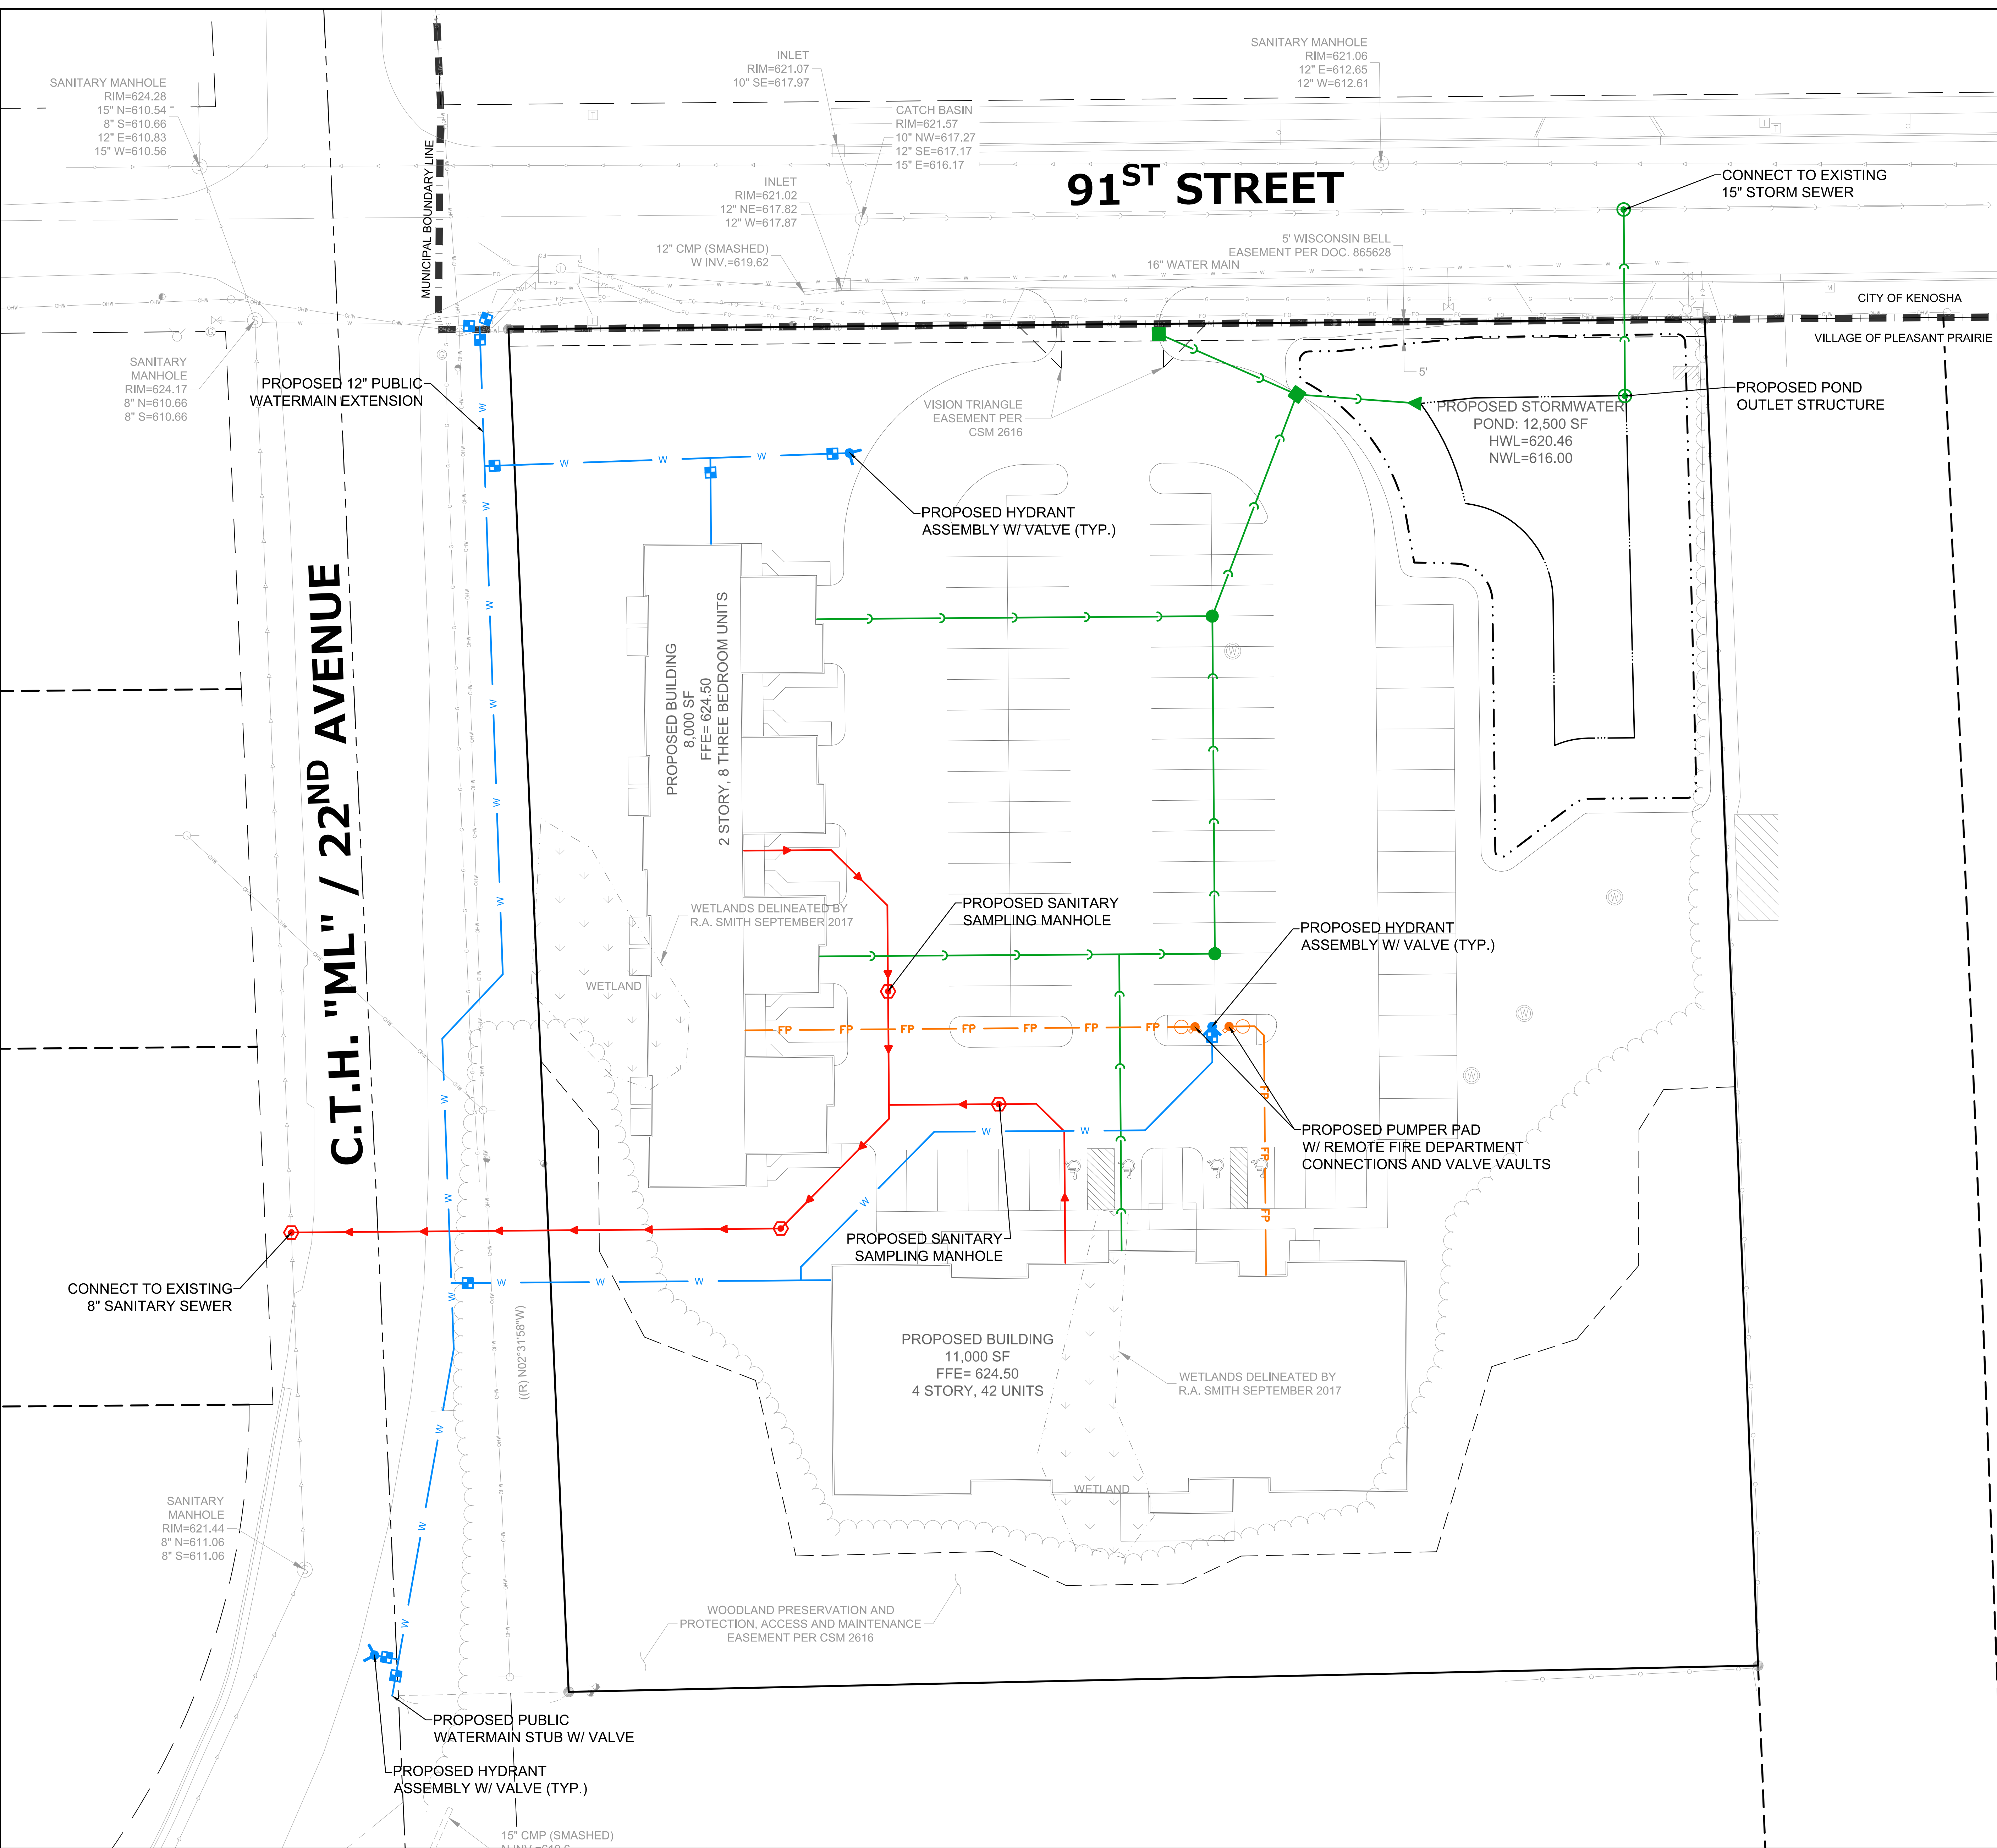 SANITARY MANHOLE
RIM=624.28
15" N=610.54
8" S=610.66
12" E=610.83
15" W=610.56
INLET
RIM=621.07
10" SE=617.97
SANITARY MANHOLE
RIM=621.06
12" E=612.65
12" W=612.61
CATCH BASIN
RIM=621.57
10" NW=617.27
12" SE=617.17
15" E=616.17
MUNICIPAL BOUNDARY LINE
INLET
RIM=621.02
12" NE=617.82
12" W=617.87
91ST STREET
CONNECT TO EXISTING
15" STORM SEWER
12" CMP (SMASHED)
W INV.=619.62
5' WISCONSIN BELL
EASEMENT PER DOC. 865628
16" WATER MAIN
CITY OF KENOSHA
VILLAGE OF PLEASANT PRAIRIE
SANITARY
MANHOLE
RIM=624.17
8" N=610.66
8" S=610.66
PROPOSED 12" PUBLIC
WATERMAIN EXTENSION
VISION TRIANGLE
EASEMENT PER
CSM 2616
5'
PROPOSED POND
OUTLET STRUCTURE
PROPOSED STORMWATER
POND: 12,500 SF
HWL=620.46
NWL=616.00
PROPOSED HYDRANT
ASSEMBLY W/ VALVE (TYP.)
C.T.H. "ML" / 22ND AVENUE
PROPOSED BUILDING
8,000 SF
FFE= 624.50
2 STORY, 8 THREE BEDROOM UNITS
WETLANDS DELINEATED BY
R.A. SMITH SEPTEMBER 2017
WETLAND
PROPOSED SANITARY
SAMPLING MANHOLE
PROPOSED HYDRANT
ASSEMBLY W/ VALVE (TYP.)
FP FP FP FP FP FP FP
FP
FP
FP
PROPOSED PUMPER PAD
W/ REMOTE FIRE DEPARTMENT
CONNECTIONS AND VALVE VAULTS
PROPOSED SANITARY
SAMPLING MANHOLE
CONNECT TO EXISTING
8" SANITARY SEWER
((R) N02°31'58"W)
PROPOSED BUILDING
11,000 SF
FFE= 624.50
4 STORY, 42 UNITS
WETLANDS DELINEATED BY
R.A. SMITH SEPTEMBER 2017
WETLAND
SANITARY
MANHOLE
RIM=621.44
8" N=611.06
8" S=611.06
WOODLAND PRESERVATION AND
PROTECTION, ACCESS AND MAINTENANCE
EASEMENT PER CSM 2616
PROPOSED PUBLIC
WATERMAIN STUB W/ VALVE
PROPOSED HYDRANT
ASSEMBLY W/ VALVE (TYP.)
15" CMP (SMASHED)